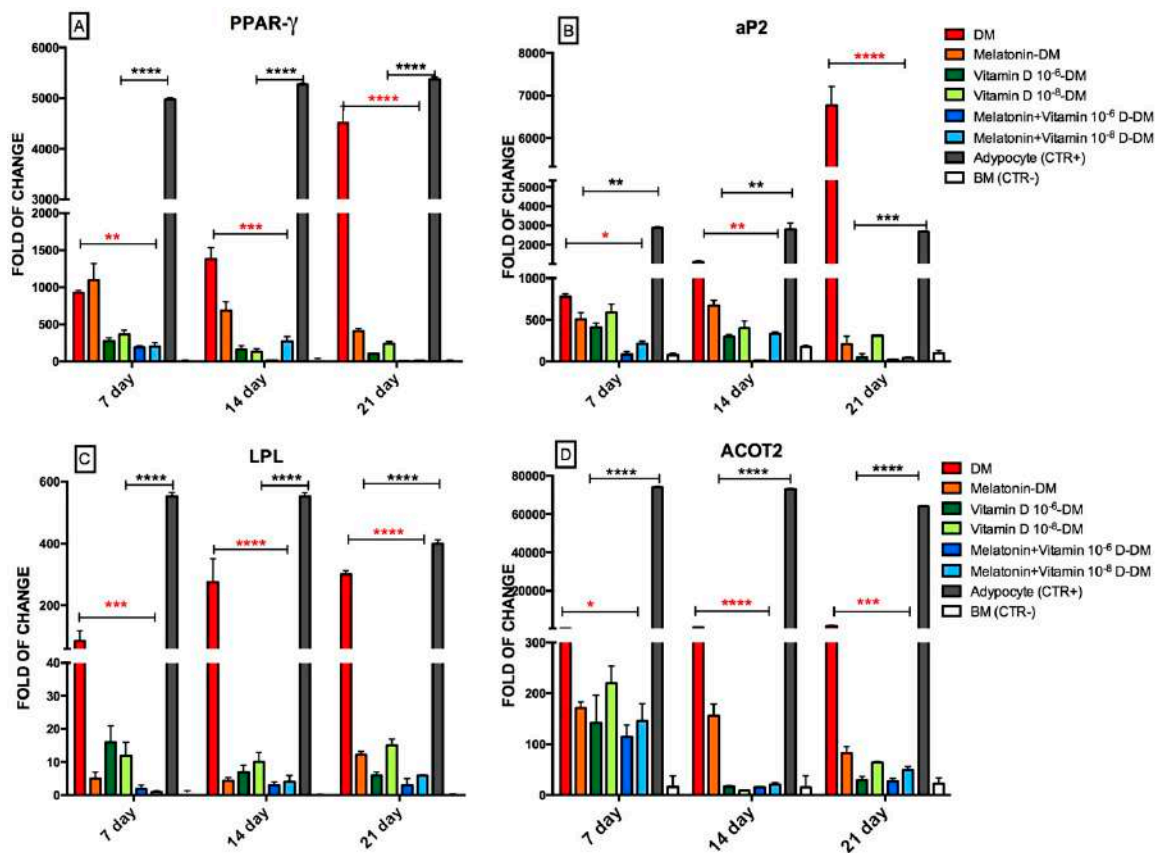 A
PPAR-γ
FOLD OF CHANGE
6000
5000
4000
3000
2000
1500
1000
500
0
****
****
****
****
**
***
7 day
14 day
21 day
B
aP2
FOLD OF CHANGE
8000
7000
6000
5000
4000
3000
2000
1000
1000
500
0
****
**
**
*
**
***
7 day
14 day
21 day
DM
Melatonin-DM
Vitamin D 10⁻⁶-DM
Vitamin D 10⁻⁸-DM
Melatonin+Vitamin 10⁻⁶ D-DM
Melatonin+Vitamin 10⁻⁸ D-DM
Adypocyte (CTR+)
BM (CTR-)
C
LPL
FOLD OF CHANGE
600
400
200
40
30
20
10
0
****
****
****
***
****
****
7 day
14 day
21 day
D
ACOT2
FOLD OF CHANGE
80000
60000
40000
20000
300
200
100
0
****
****
****
*
****
***
7 day
14 day
21 day
DM
Melatonin-DM
Vitamin D 10⁻⁶-DM
Vitamin D 10⁻⁶-DM
Melatonin+Vitamin 10⁻⁶ D-DM
Melatonin+Vitamin 10⁻⁸ D-DM
Adypocyte (CTR+)
BM (CTR-)